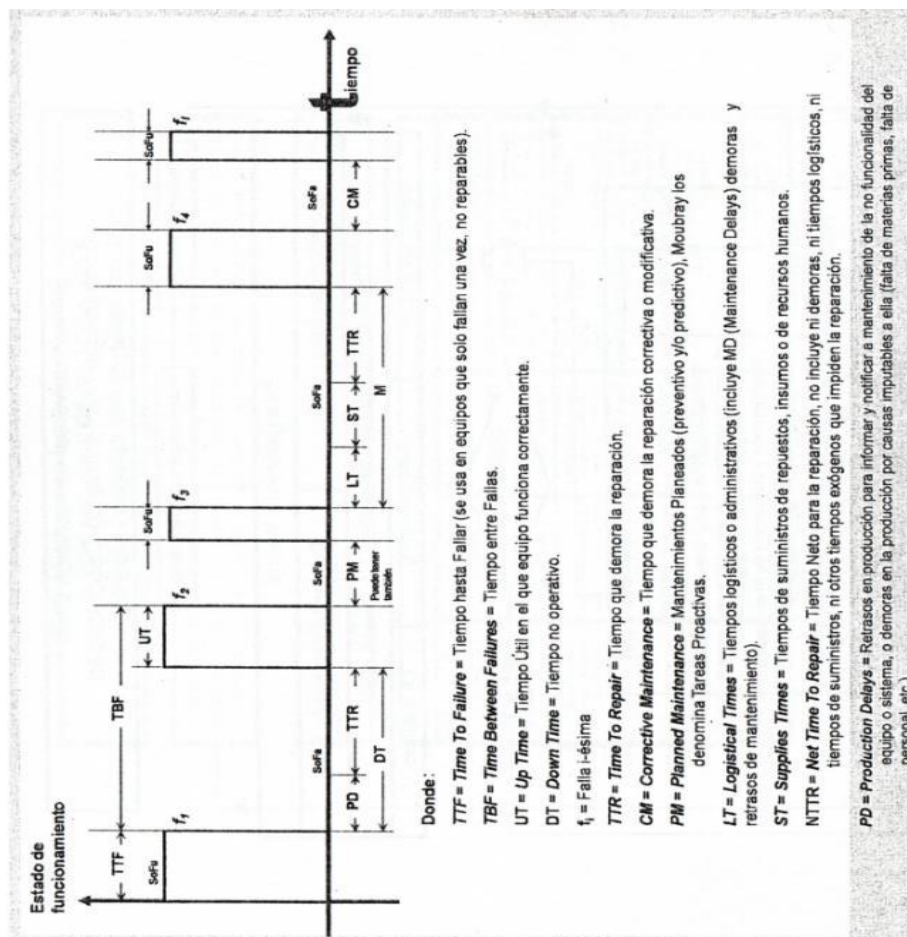 Estado de
funcionamiento
TTF
TBF
UT
SoFu
f₁
f₂
f₃
SoFu
f₄
SoFu
fᵢ
SoFu
SoFa
SoFa
SoFa
SoFa
tiempo
PD
TTR
DT
PM
Puede tener
también
LT
ST
TTR
M
CM
Donde:
TTF = Time To Failure = Tiempo hasta Fallar (se usa en equipos que solo fallan una vez, no reparables).
TBF = Time Between Failures = Tiempo entre Fallas.
UT = Up Time = Tiempo Útil en el que equipo funciona correctamente.
DT = Down Time = Tiempo no operativo.
fᵢ = Falla i-ésima
TTR = Time To Repair = Tiempo que demora la reparación.
CM = Corrective Maintenance = Tiempo que demora la reparación correctiva o modificativa.
PM = Planned Maintenance = Mantenimientos Planeados (preventivo y/o predictivo), Moubray los
denomina Tareas Proactivas.
LT = Logistical Times = Tiempos logísticos o administrativos (incluye MD (Maintenance Delays) demoras y
retrasos de mantenimiento).
ST = Supplies Times = Tiempos de suministros de repuestos, insumos o de recursos humanos.
NTTR = Net Time To Repair = Tiempo Neto para la reparación, no incluye ni demoras, ni tiempos logísticos, ni
tiempos de suministros, ni otros tiempos exógenos que impiden la reparación.
PD = Production Delays = Retrasos en producción para informar y notificar a mantenimiento de la no funcionalidad del
equipo o sistema, o demoras en la producción por causas imputables a ella (falta de materias primas, falta de
personal, etc.)